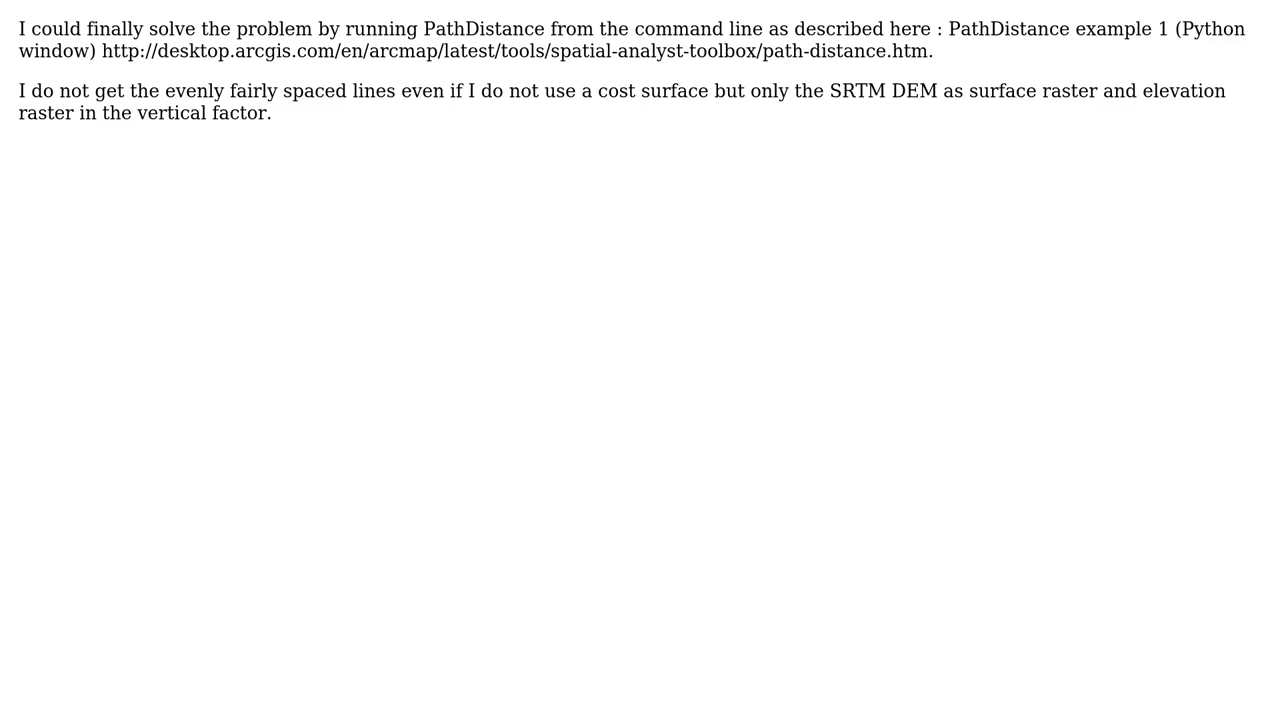 I could finally solve the problem by running PathDistance from the command line as described here : PathDistance example 1 (Python
window) http://desktop.arcgis.com/en/arcmap/latest/tools/spatial-analyst-toolbox/path-distance.htm.
I do not get the evenly fairly spaced lines even if I do not use a cost surface but only the SRTM DEM as surface raster and elevation
raster in the vertical factor.